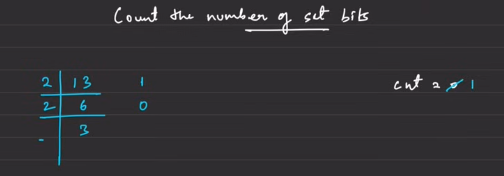 Count the number of set bits
2 13 1
cnt = 0 1
2 6 0
3